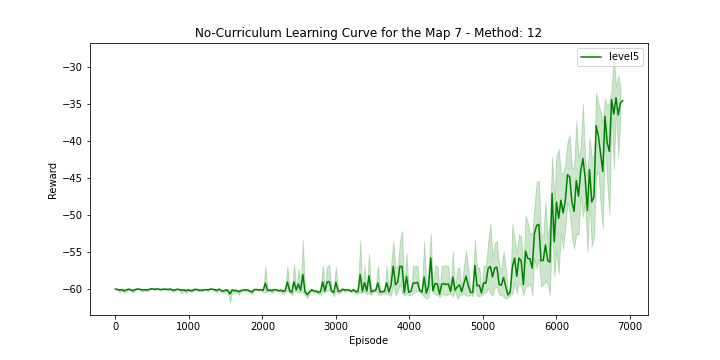 No-Curriculum Learning Curve for the Map 7 - Method: 12
level5
Reward
−30
−35
−40
−45
−50
−55
−60
0 1000 2000 3000 4000 5000 6000 7000
Episode